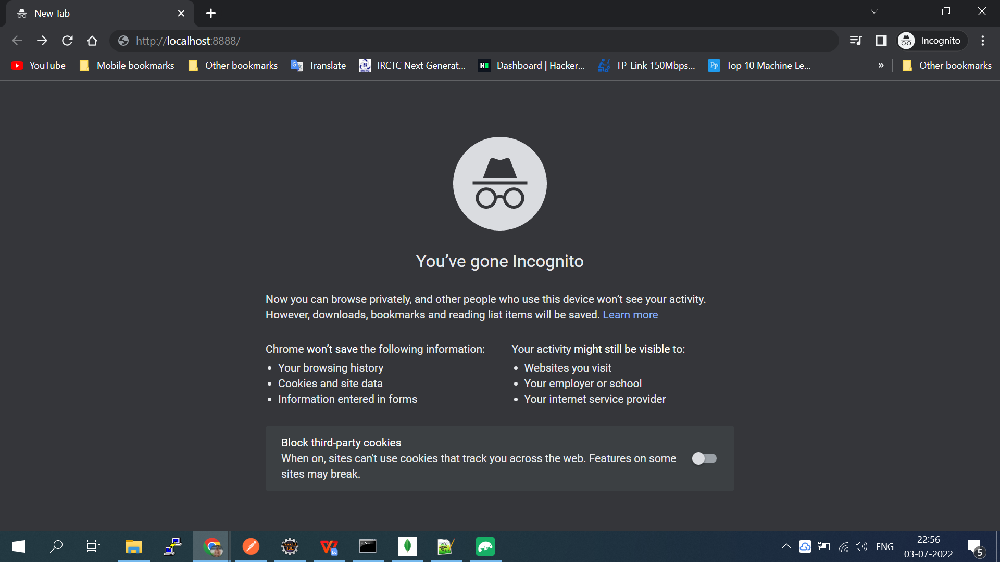 New Tab
http://localhost:8888/
Incognito
YouTube Mobile bookmarks Other bookmarks Translate IRCTC Next Generat... Dashboard | Hacker... TP-Link 150Mbps... Top 10 Machine Le... » Other bookmarks
You’ve gone Incognito
Now you can browse privately, and other people who use this device won’t see your activity.
However, downloads, bookmarks and reading list items will be saved. Learn more
Chrome won’t save the following information:
• Your browsing history
• Cookies and site data
• Information entered in forms
Your activity might still be visible to:
• Websites you visit
• Your employer or school
• Your internet service provider
Block third-party cookies
When on, sites can't use cookies that track you across the web. Features on some
sites may break.
ENG
22:56
03-07-2022
5